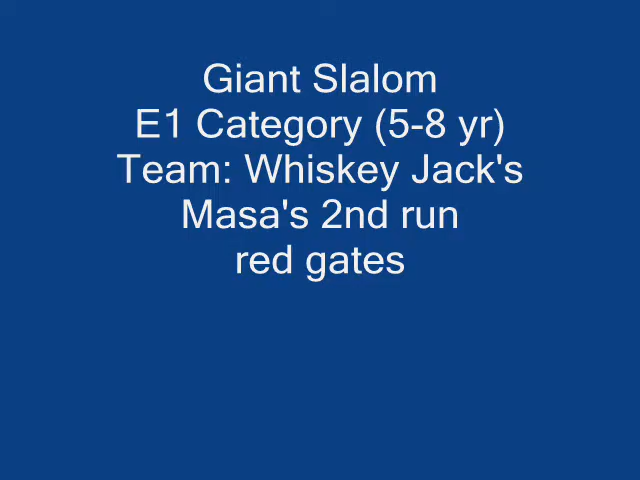 Giant Slalom
E1 Category (5-8 yr)
Team: Whiskey Jack's
Masa's 2nd run
red gates